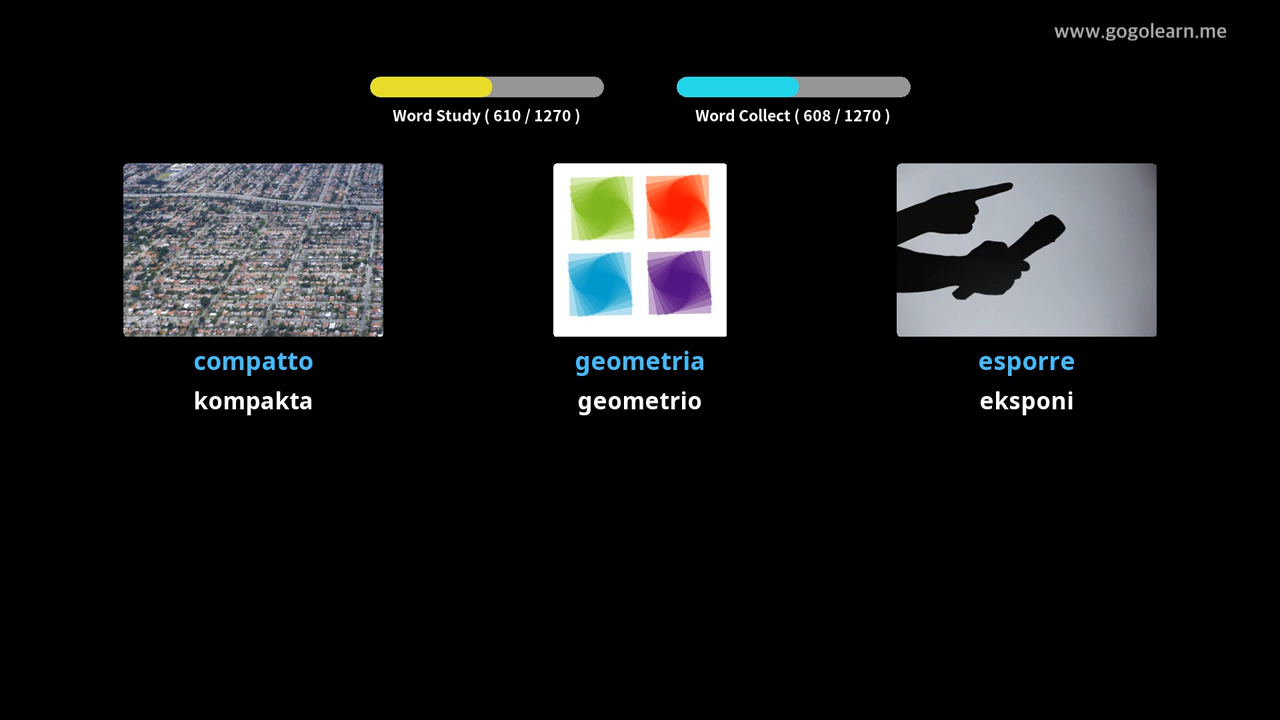 www.gogolearn.me
Word Study ( 610 / 1270 )
Word Collect ( 608 / 1270 )
compatto
geometria
esporre
kompakta
geometrio
eksponi